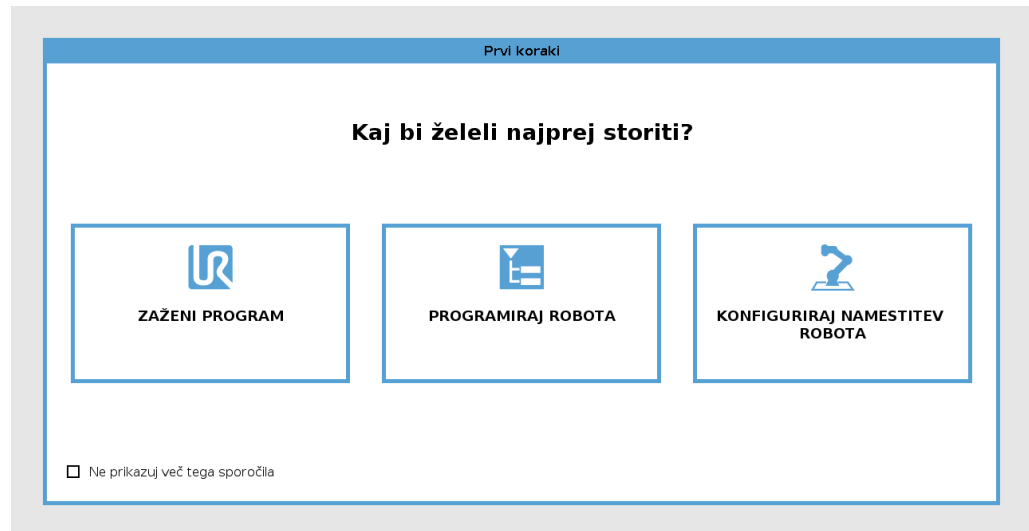 Prvi koraki
Kaj bi želeli najprej storiti?
ZAŽENI PROGRAM
PROGRAMIRAJ ROBOTA
KONFIGURIRAJ NAMESTITEV
ROBOTA
Ne prikazuj več tega sporočila